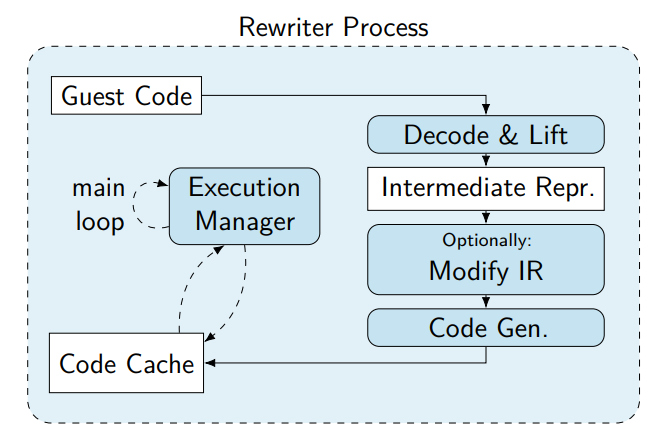 Rewriter Process
Guest Code
Decode & Lift
Intermediate Repr.
Optionally:
Modify IR
Code Gen.
main
loop
Execution
Manager
Code Cache